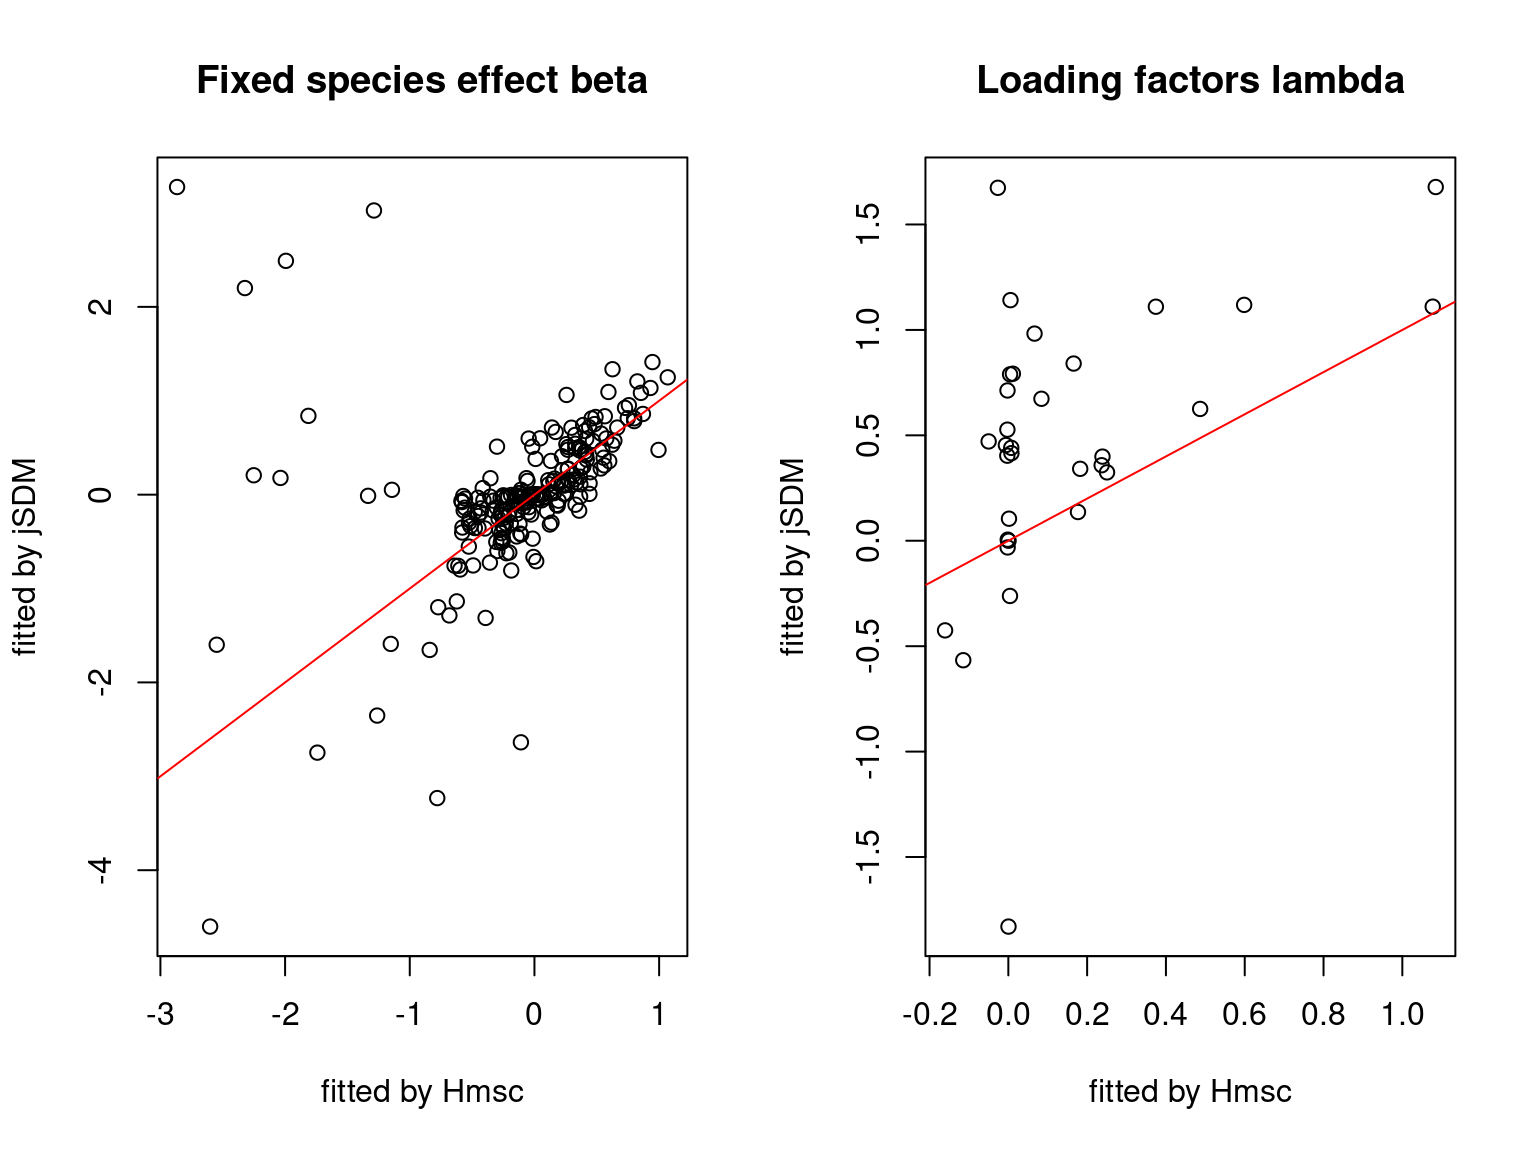 Fixed species effect beta
fitted by jSDM
2
0
-2
-4
-3 -2 -1 0 1
fitted by Hmsc
Loading factors lambda
fitted by jSDM
1.5
1.0
0.5
0.0
-0.5
-1.0
-1.5
-0.2 0.0 0.2 0.4 0.6 0.8 1.0
fitted by Hmsc